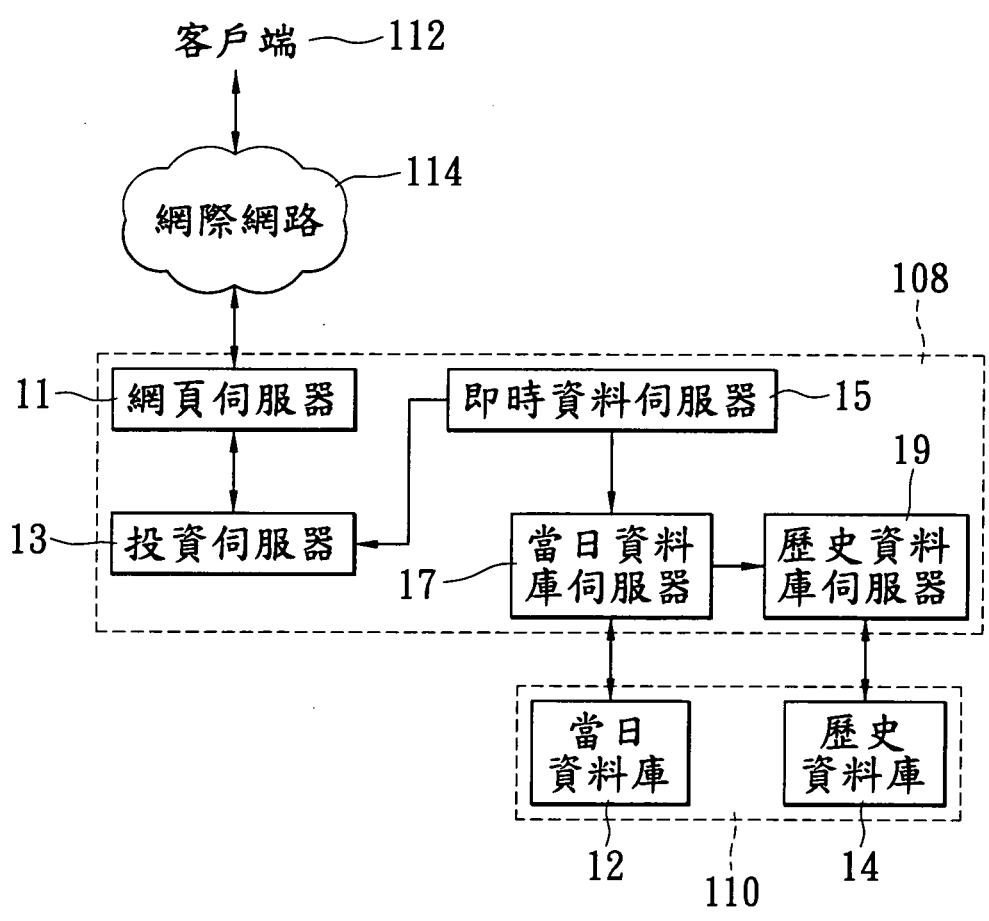 客戶端 112
114
網際網路
108
11 網頁伺服器
即時資料伺服器 15
19
13 投資伺服器
17
當日資料
庫伺服器
歷史資料
庫伺服器
當日
資料庫
歷史
資料庫
12
14
110